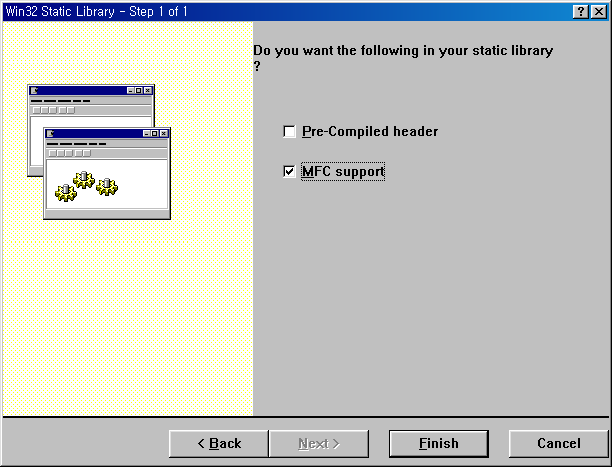 Win32 Static Library - Step 1 of 1
Do you want the following in your static library
?
Pre-Compiled header
MFC support
< Back
Next >
Finish
Cancel